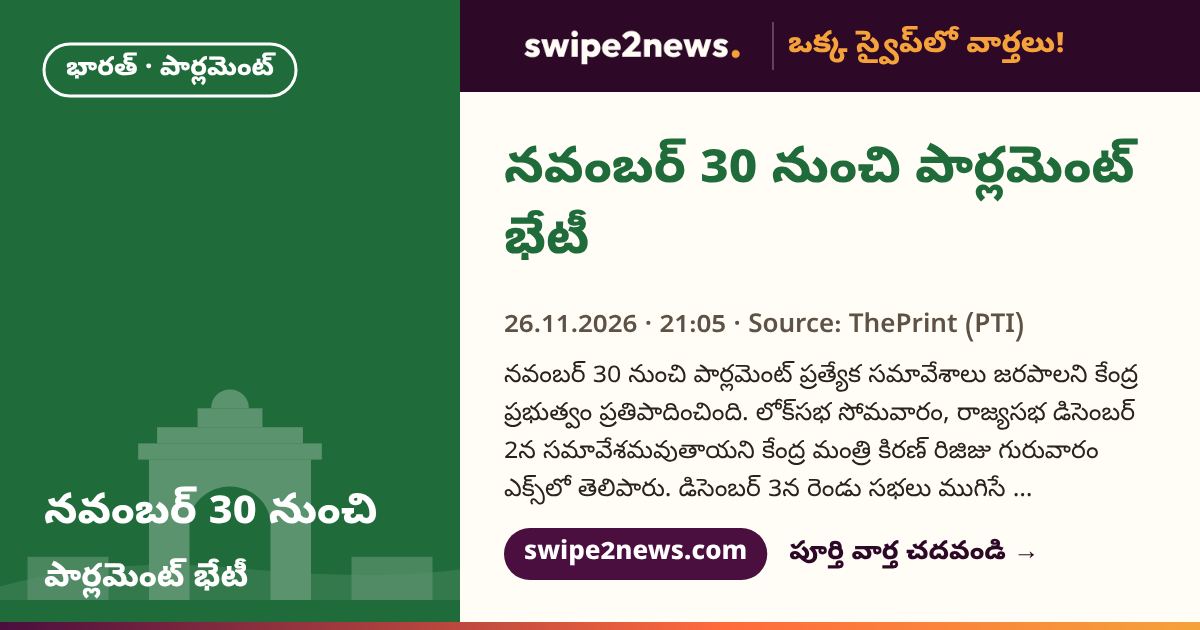 భారత్ · పార్లమెంట్
నవంబర్ 30 నుంచి
పార్లమెంట్ భేటీ
swipe2news.
ఒక్క స్వైప్‌లో వార్తలు!
నవంబర్ 30 నుంచి పార్లమెంట్
భేటీ
26.11.2026 · 21:05 · Source: ThePrint (PTI)
నవంబర్ 30 నుంచి పార్లమెంట్ ప్రత్యేక సమావేశాలు జరపాలని కేంద్ర
ప్రభుత్వం ప్రతిపాదించింది. లోక్‌సభ సోమవారం, రాజ్యసభ డిసెంబర్
2న సమావేశమవుతాయని కేంద్ర మంత్రి కిరణ్ రిజిజు గురువారం
ఎక్స్‌లో తెలిపారు. డిసెంబర్ 3న రెండు సభలు ముగిసే ...
swipe2news.com
పూర్తి వార్త చదవండి →